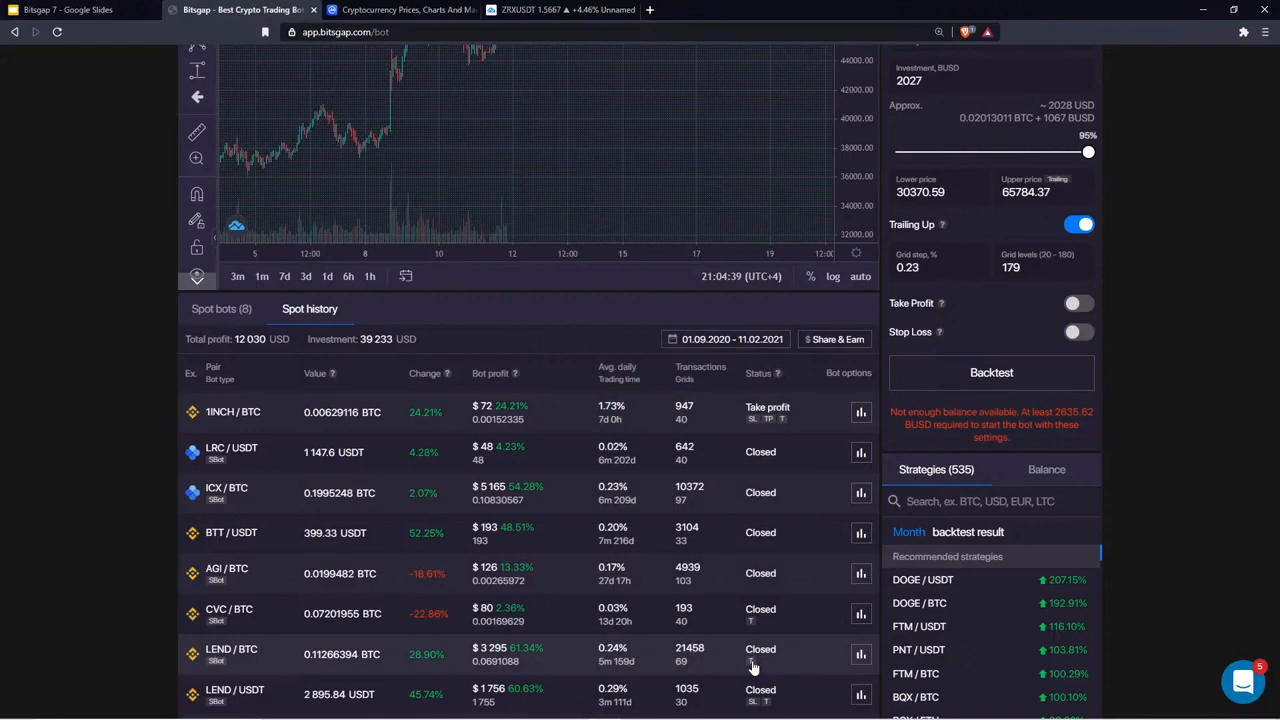 Bitsgap 7 - Google Slides
Bitsgap - Best Crypto Trading Bot
Cryptocurrency Prices, Charts And Ma
ZRXUSDT 1.5667 ▲ +4.46% Unnamed
app.bitsgap.com/bot
44000.00
42000.00
40000.00
38000.00
36000.00
34000.00
32000.00
5 12:00 8 10 12 12:00 15 17 12:00 19 12:0
3m 1m 7d 3d 1d 6h 1h
21:04:39 (UTC+4) % log auto
Investment, BUSD
2027
Approx. ~ 2028 USD
0.02013011 BTC + 1067 BUSD
95%
Lower price Upper price Trailing
30370.59 65784.37
Trailing Up ?
Grid step, % Grid levels (20 - 180)
0.23 179
Take Profit ?
Stop Loss ?
Backtest
Not enough balance available. At least 2635.62
BUSD required to start the bot with these
settings.
Spot bots (8) Spot history
Total profit: 12 030 USD Investment: 39 233 USD 01.09.2020 - 11.02.2021 $ Share & Earn
Ex. Pair Value ? Change ? Bot profit ? Avg. daily Transactions Status ? Bot options
Bot type Trading time Grids
1INCH / BTC 0.00629116 BTC 24.21% $ 72 24.21% 1.73% 947 Take profit
0.00152335 7d 0h 40 SL TP T
LRC / USDT 1 147.6 USDT 4.28% $ 48 4.23% 0.02% 642 Closed
SBot 48 6m 202d 40
ICX / BTC 0.1995248 BTC 2.07% $ 5 165 54.28% 0.23% 10372 Closed
SBot 0.10830567 6m 209d 97
BTT / USDT 399.33 USDT 52.25% $ 193 48.51% 0.20% 3104 Closed
193 7m 216d 33
AGI / BTC 0.0199482 BTC -18.61% $ 126 13.33% 0.17% 4939 Closed
SBot 0.00265972 27d 17h 103
CVC / BTC 0.07201955 BTC -22.86% $ 80 2.36% 0.03% 193 Closed
SBot 0.00169629 13d 20h 40 T
LEND / BTC 0.11266394 BTC 28.90% $ 3 295 61.34% 0.24% 21458 Closed
SBot 0.0691088 5m 159d 69
LEND / USDT 2 895.84 USDT 45.74% $ 1 756 60.63% 0.29% 1035 Closed
SBot 1 755 3m 111d 30 SL T
Strategies (535) Balance
Search, ex. BTC, USD, EUR, LTC
Month backtest result
Recommended strategies
DOGE / USDT 207.15%
DOGE / BTC 192.91%
FTM / USDT 116.10%
PNT / USDT 103.81%
FTM / BTC 100.29%
BQX / BTC 100.10%
5